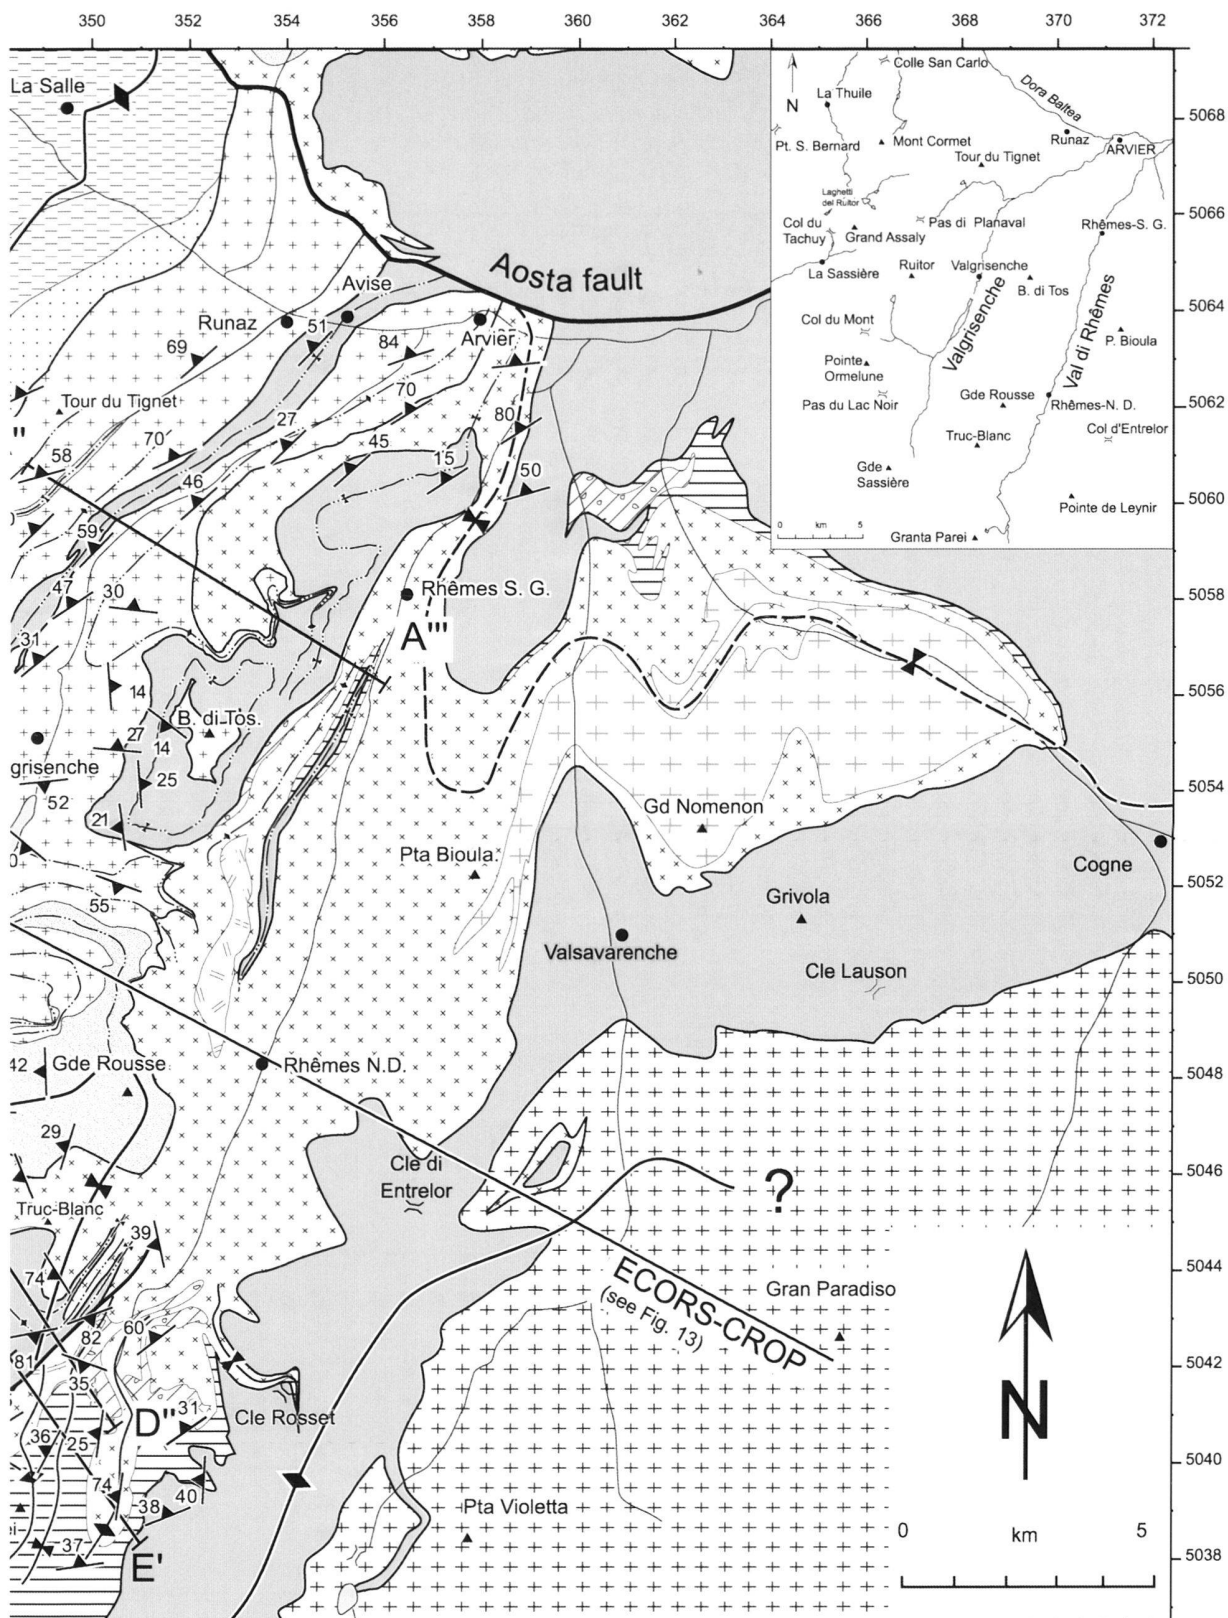 350 352 354 356 358 360 362 364 366 368 370 372
La Salle
Colle San Carlo
La Thuile
Dora Baltea
N
5068
Pt. S. Bernard
Mont Cormet
Runaz
ARVIER
Tour du Tignet
Laghetti
del Ruitor
5066
Col du
Tachuy
Grand Assaly
Pas di Planaval
Rhêmes-S. G.
La Sassière
Ruitor
Valgrisenche
B. di Tos
Aosta fault
Avise
5064
Runaz
51
Arvier
84
69
Col du Mont
Valgrisenche
Val di Rhêmes
P. Bioula
Pointe
Ormelune
70
Tour du Tignet
27
80
Pas du Lac Noir
Gde Rousse
Rhêmes-N. D.
5062
Col d'Entrelor
"
58
70
45
15
50
Truc-Blanc
46
Gde
Sassière
5060
Pointe de Leynir
0 km 5
Granta Parei
59
47
30
Rhêmes S. G.
5058
31
A'''
14
5056
B. di Tos.
27
14
grisenche
25
52
5054
21
Gd Nomenon
Pta Bioula.
Cogne
55
5052
Grivola
Valsavarenche
Cle Lauson
5050
42
Gde Rousse
Rhêmes N.D.
5048
29
Cle di
Entrelor
5046
?
Truc-Blanc
39
74
5044
ECORS-CROP
(see Fig. 13)
Gran Paradiso
82
60
81
5042
35
31
Cle Rosset
D"
36
25
N
5040
74
38
40
Pta Violetta
0 km 5
37
5038
E'